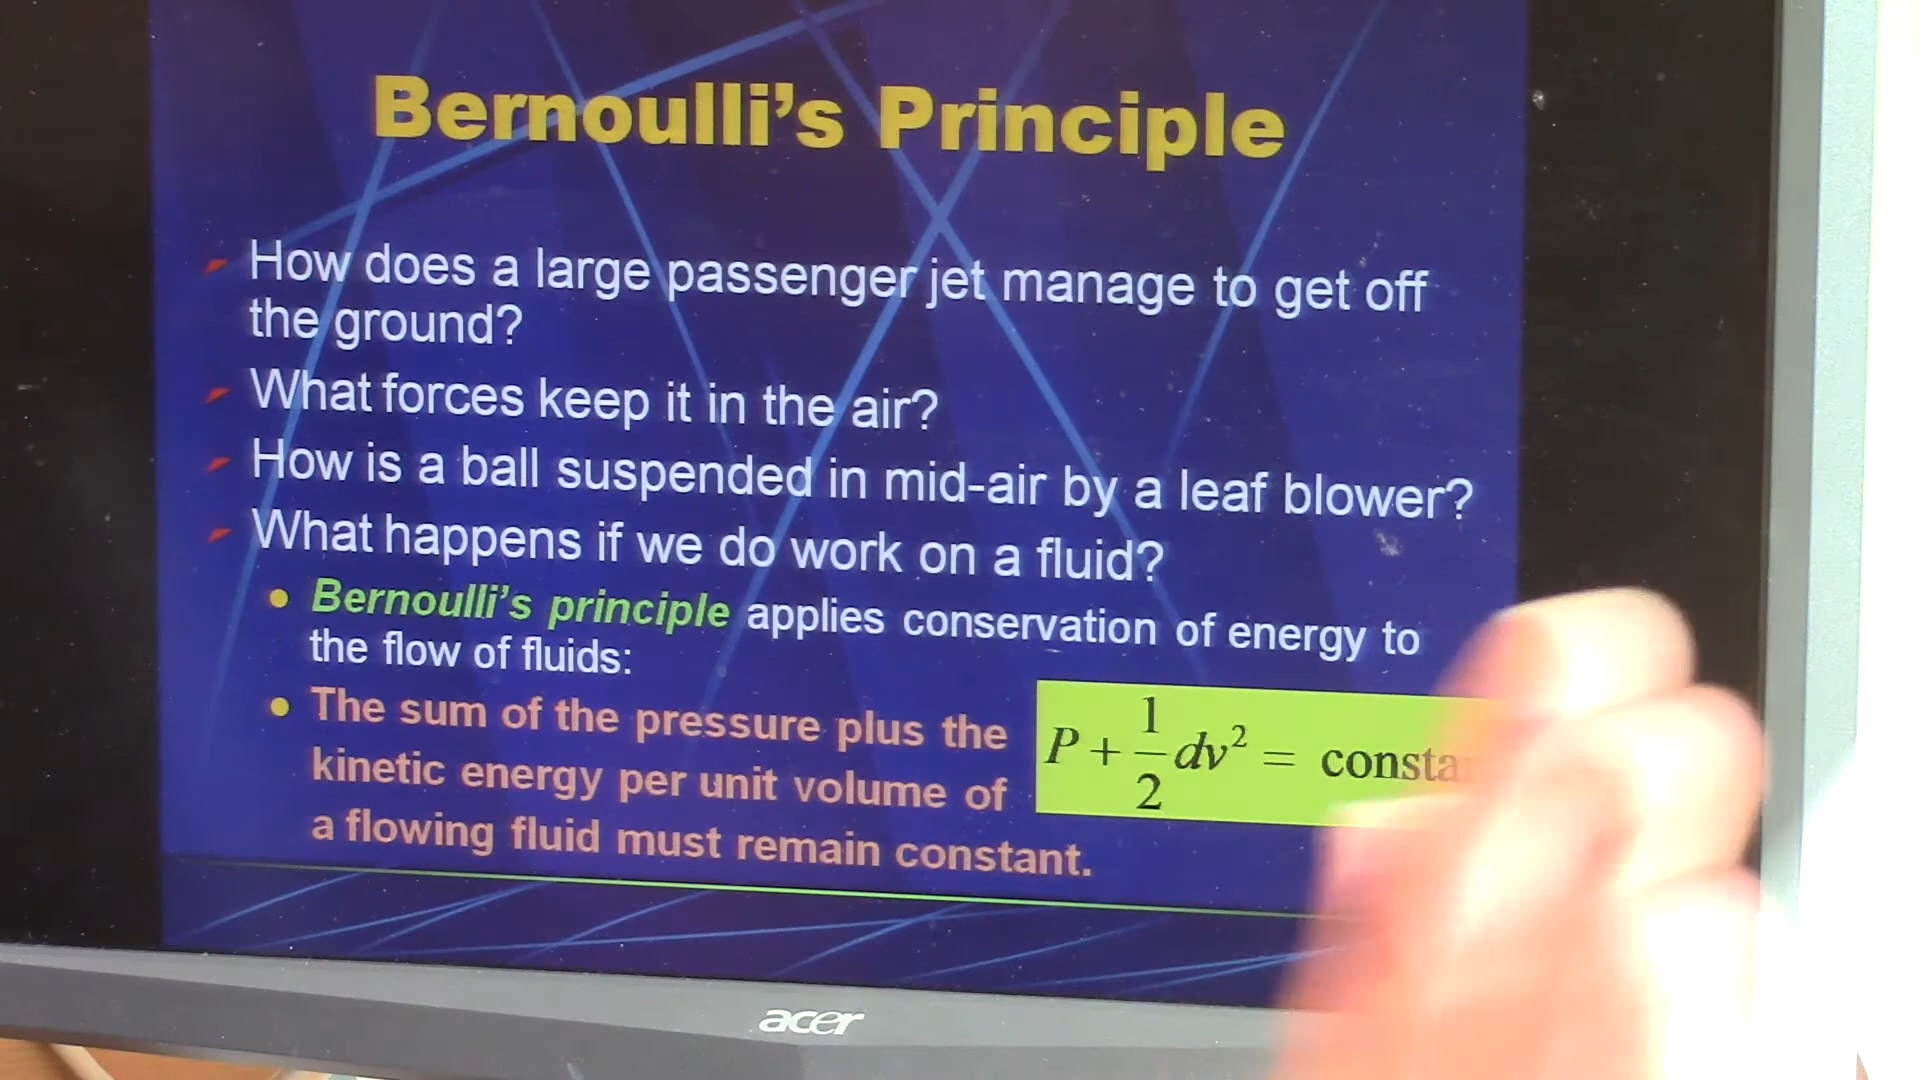 Bernoulli's Principle
How does a large passenger jet manage to get off
the ground?
What forces keep it in the air?
How is a ball suspended in mid-air by a leaf blower?
What happens if we do work on a fluid?
Bernoulli's principle applies conservation of energy to
the flow of fluids:
The sum of the pressure plus the
kinetic energy per unit volume of
a flowing fluid must remain constant.
P + 1/2 dv² =
acer